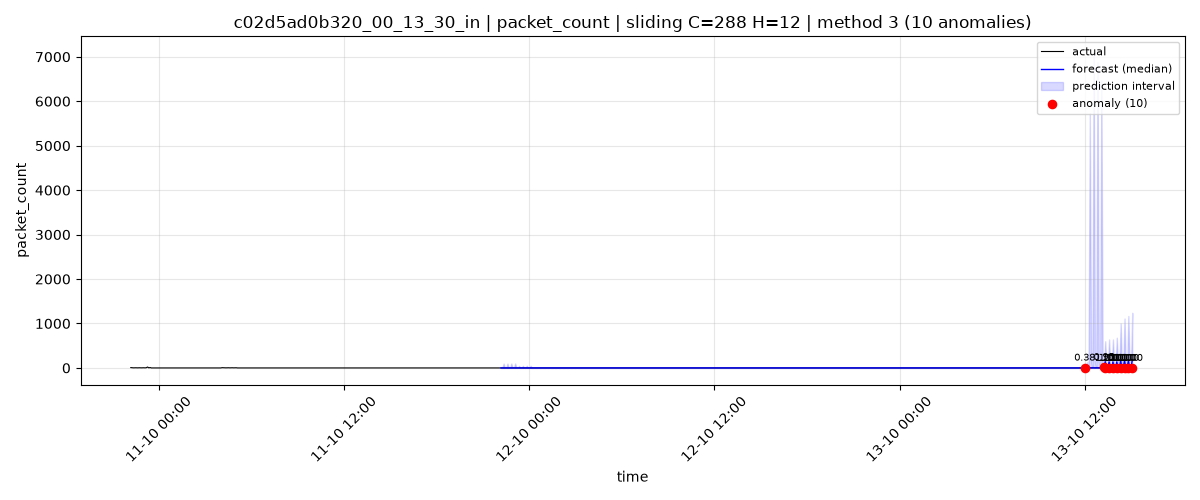 c02d5ad0b320_00_13_30_in | packet_count | sliding C=288 H=12 | method 3 (10 anomalies)
actual
forecast (median)
prediction interval
anomaly (10)
packet_count
7000
6000
5000
4000
3000
2000
1000
0
11-10 00:00
11-10 12:00
12-10 00:00
12-10 12:00
13-10 00:00
13-10 12:00
time